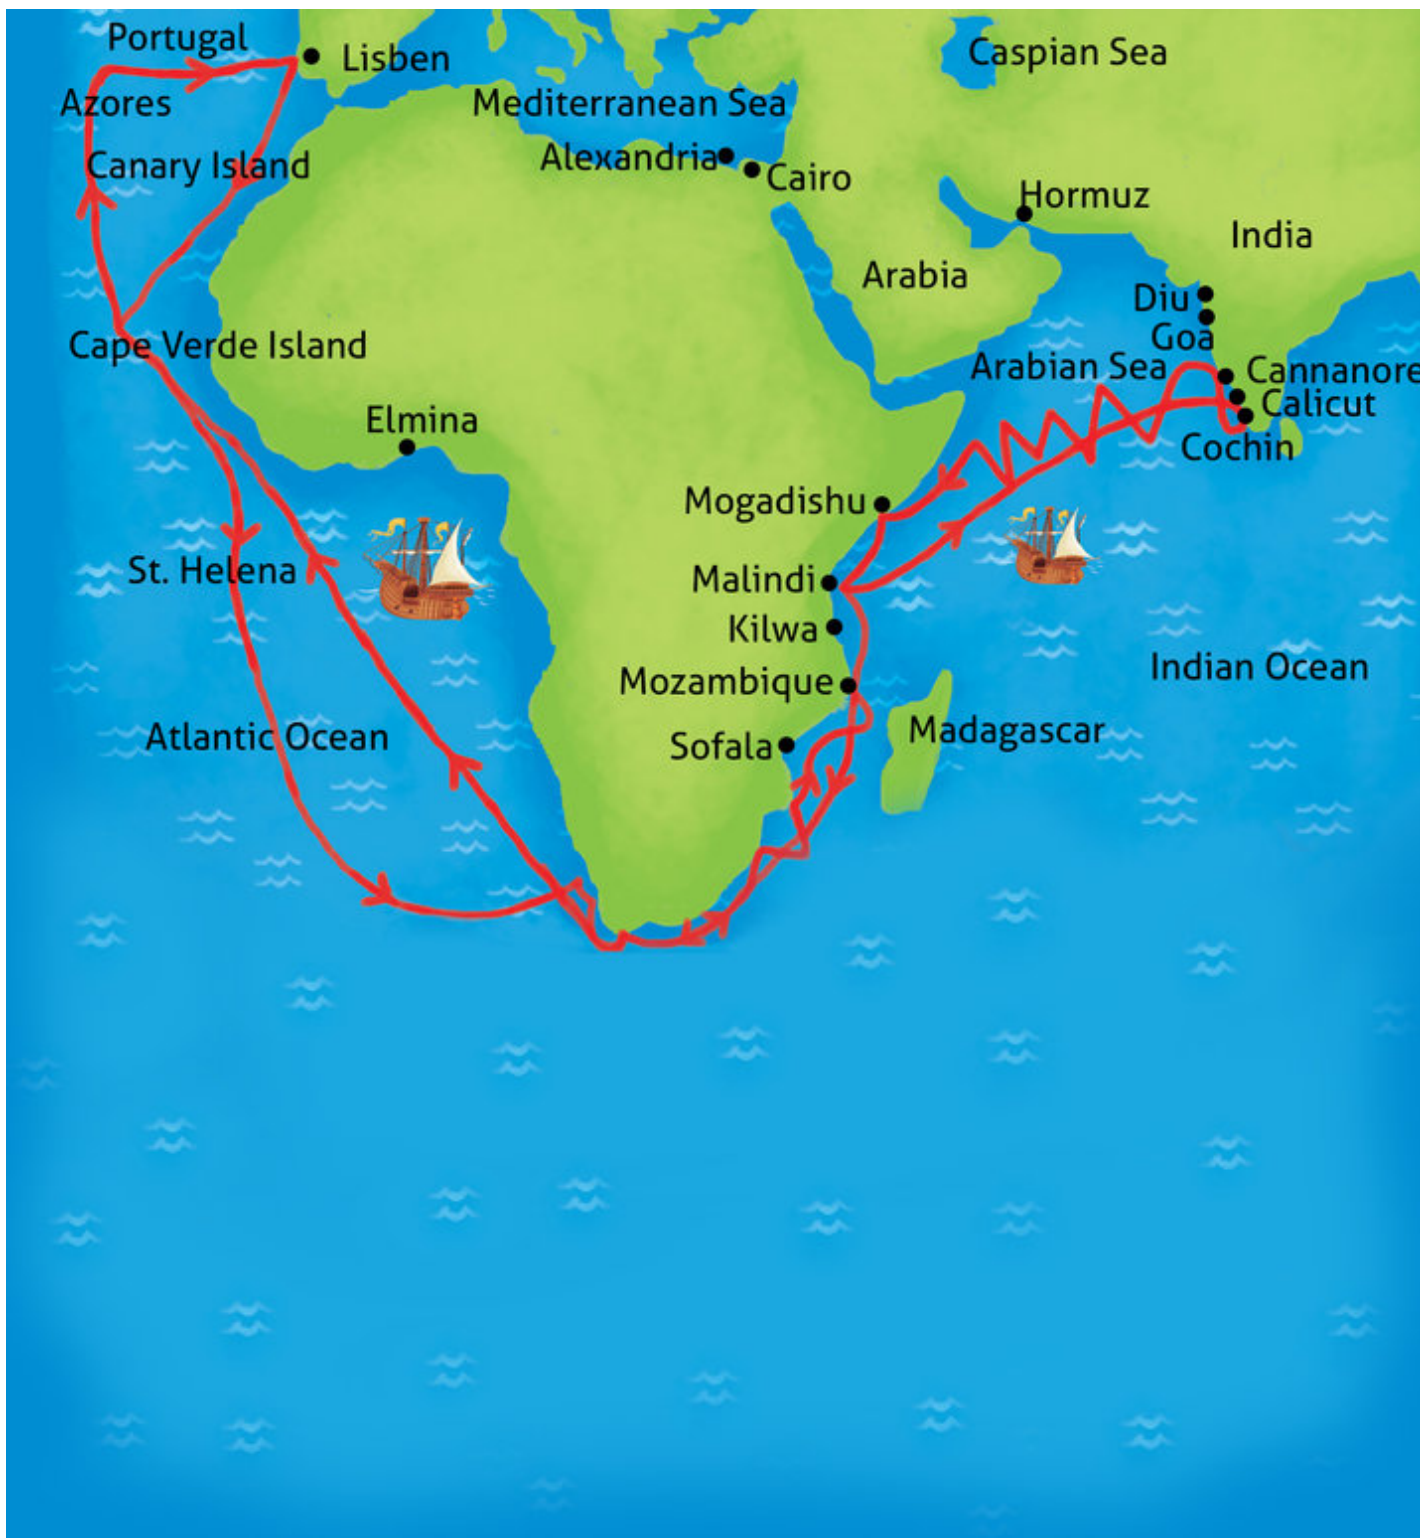 Portugal
Lisben
Caspian Sea
Azores
Mediterranean Sea
Canary Island
Alexandria
Cairo
Hormuz
India
Arabia
Diu
Goa
Cape Verde Island
Arabian Sea
Cannanore
Calicut
Elmina
Cochin
Mogadishu
St. Helena
Malindi
Kilwa
Indian Ocean
Mozambique
Atlantic Ocean
Sofala
Madagascar